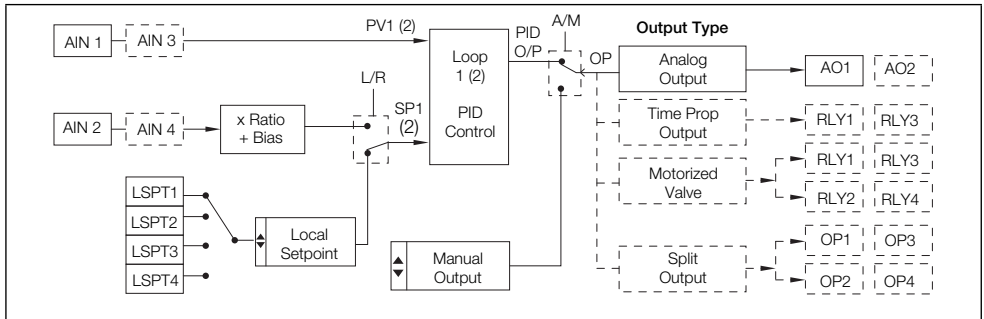 AIN 1
AIN 3
PV1 (2)
Loop
1 (2)
PID
Control
PID
O/P
A/M
OP
Output Type
Analog
Output
AO1
AO2
AIN 2
AIN 4
x Ratio
+ Bias
L/R
SP1
(2)
Time Prop
Output
RLY1
RLY3
Motorized
Valve
RLY1
RLY3
RLY2
RLY4
LSPT1
LSPT2
LSPT3
LSPT4
Local
Setpoint
Manual
Output
Split
Output
OP1
OP3
OP2
OP4